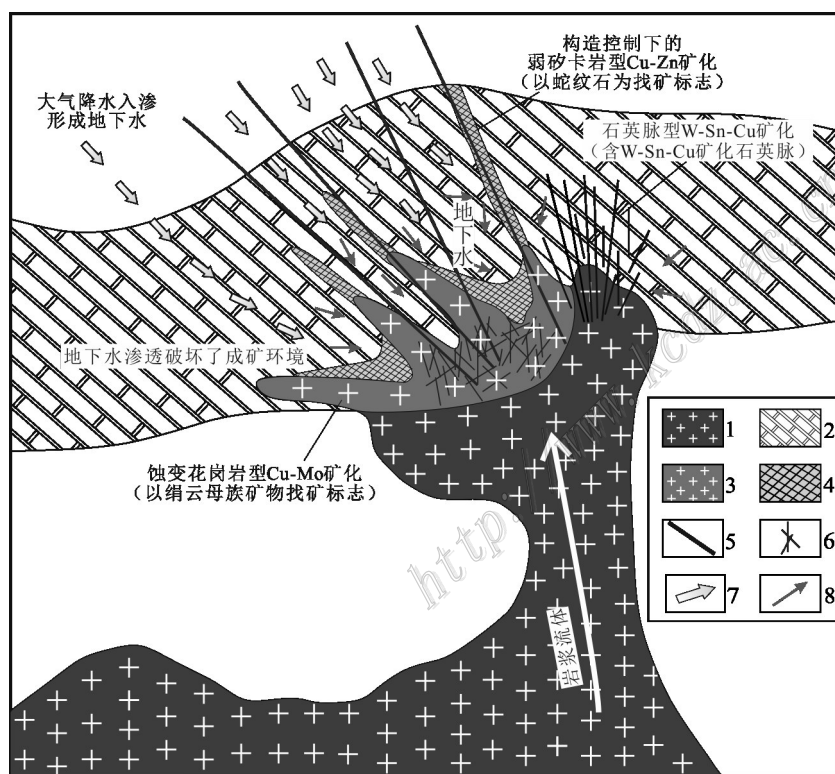 构造控制下的
弱矽卡岩型Cu-Zn矿化
（以蛇纹石为找矿标志）
大气降水入渗
形成地下水
石英脉型W-Sn-Cu矿化
（含W-Sn-Cu矿化石英脉）
地下水
地下水渗透破坏了成矿环境
蚀变花岗岩型Cu-Mo矿化
（以绢云母族矿物找矿标志）
岩浆流体
1
2
3
4
5
6
7
8
http://www.kcdz.ac.cn